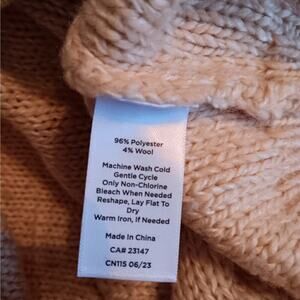 96% Polyester
4% Wool
Machine Wash Cold
Gentle Cycle
Only Non-Chlorine
Bleach When Needed
Reshape, Lay Flat To
Dry
Warm Iron, If Needed
Made In China
CA# 23147
CN115 06/23